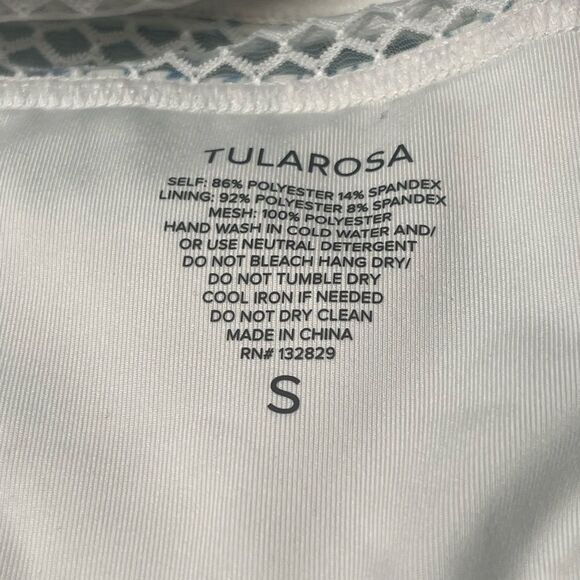 TULAROSA
SELF: 86% POLYESTER 14% SPANDEX
LINING: 92% POLYESTER 8% SPANDEX
MESH: 100% POLYESTER
HAND WASH IN COLD WATER AND/
OR USE NEUTRAL DETERGENT
DO NOT BLEACH HANG DRY/
DO NOT TUMBLE DRY
COOL IRON IF NEEDED
DO NOT DRY CLEAN
MADE IN CHINA
RN# 132829
S